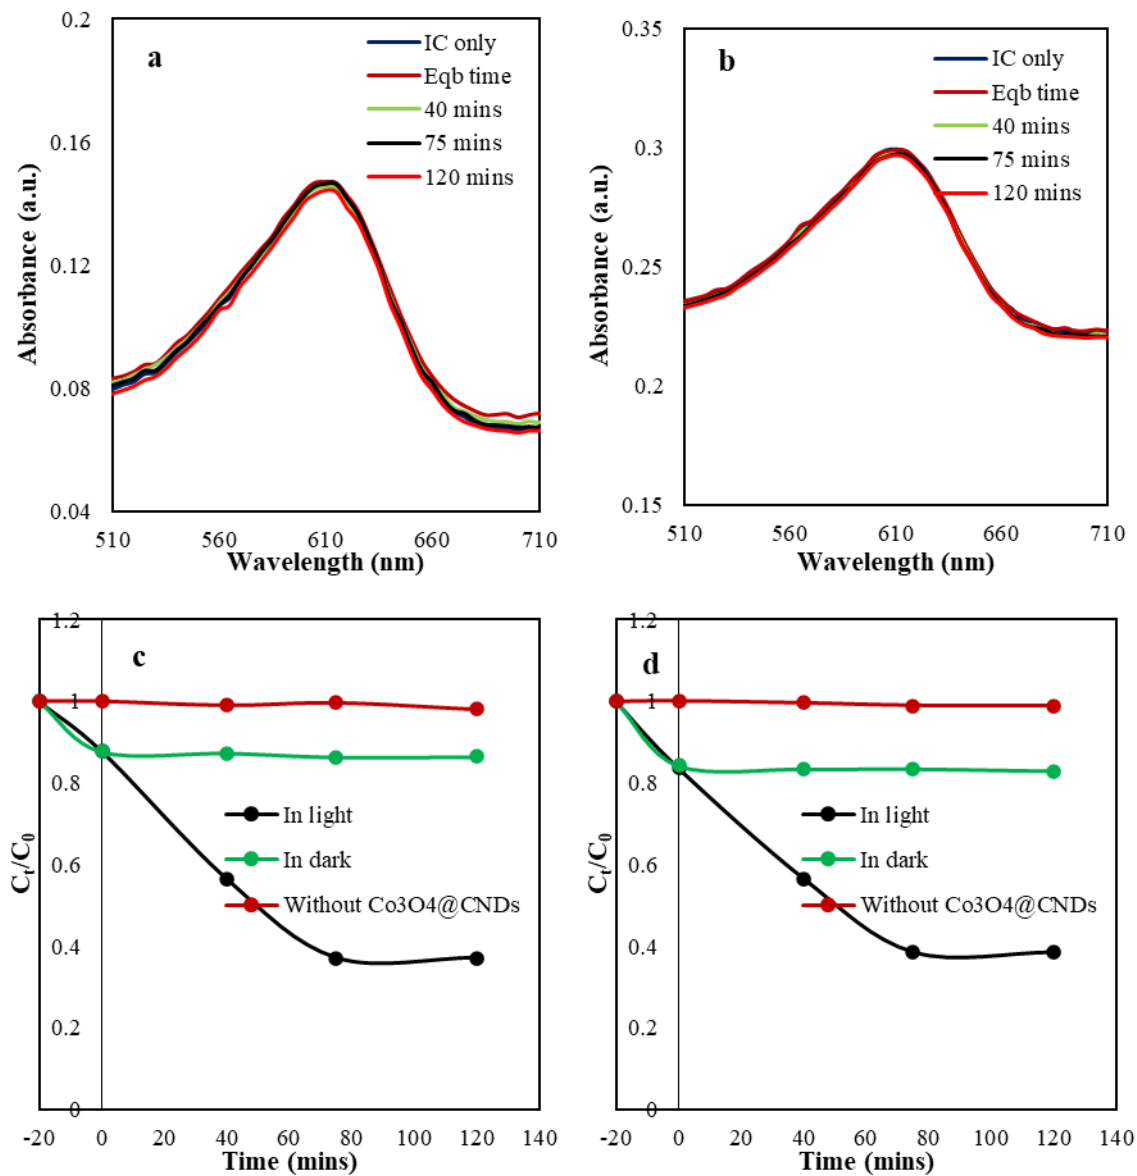 a
0.2
0.16
0.12
0.08
0.04
Absorbance (a.u.)
IC only
Eqb time
40 mins
75 mins
120 mins
510 560 610 660 710
Wavelength (nm)
b
0.35
0.3
0.25
0.2
0.15
Absorbance (a.u.)
IC only
Eqb time
40 mins
75 mins
120 mins
510 560 610 660 710
Wavelength (nm)
c
1.2
1
0.8
0.6
0.4
0.2
0
Cₜ/C₀
In light
In dark
Without Co3O4@CNDs
-20 0 20 40 60 80 100 120 140
Time (mins)
d
1.2
1
0.8
0.6
0.4
0.2
0
Cₜ/C₀
In light
In dark
Without Co3O4@CNDs
-20 0 20 40 60 80 100 120 140
Time (mins)